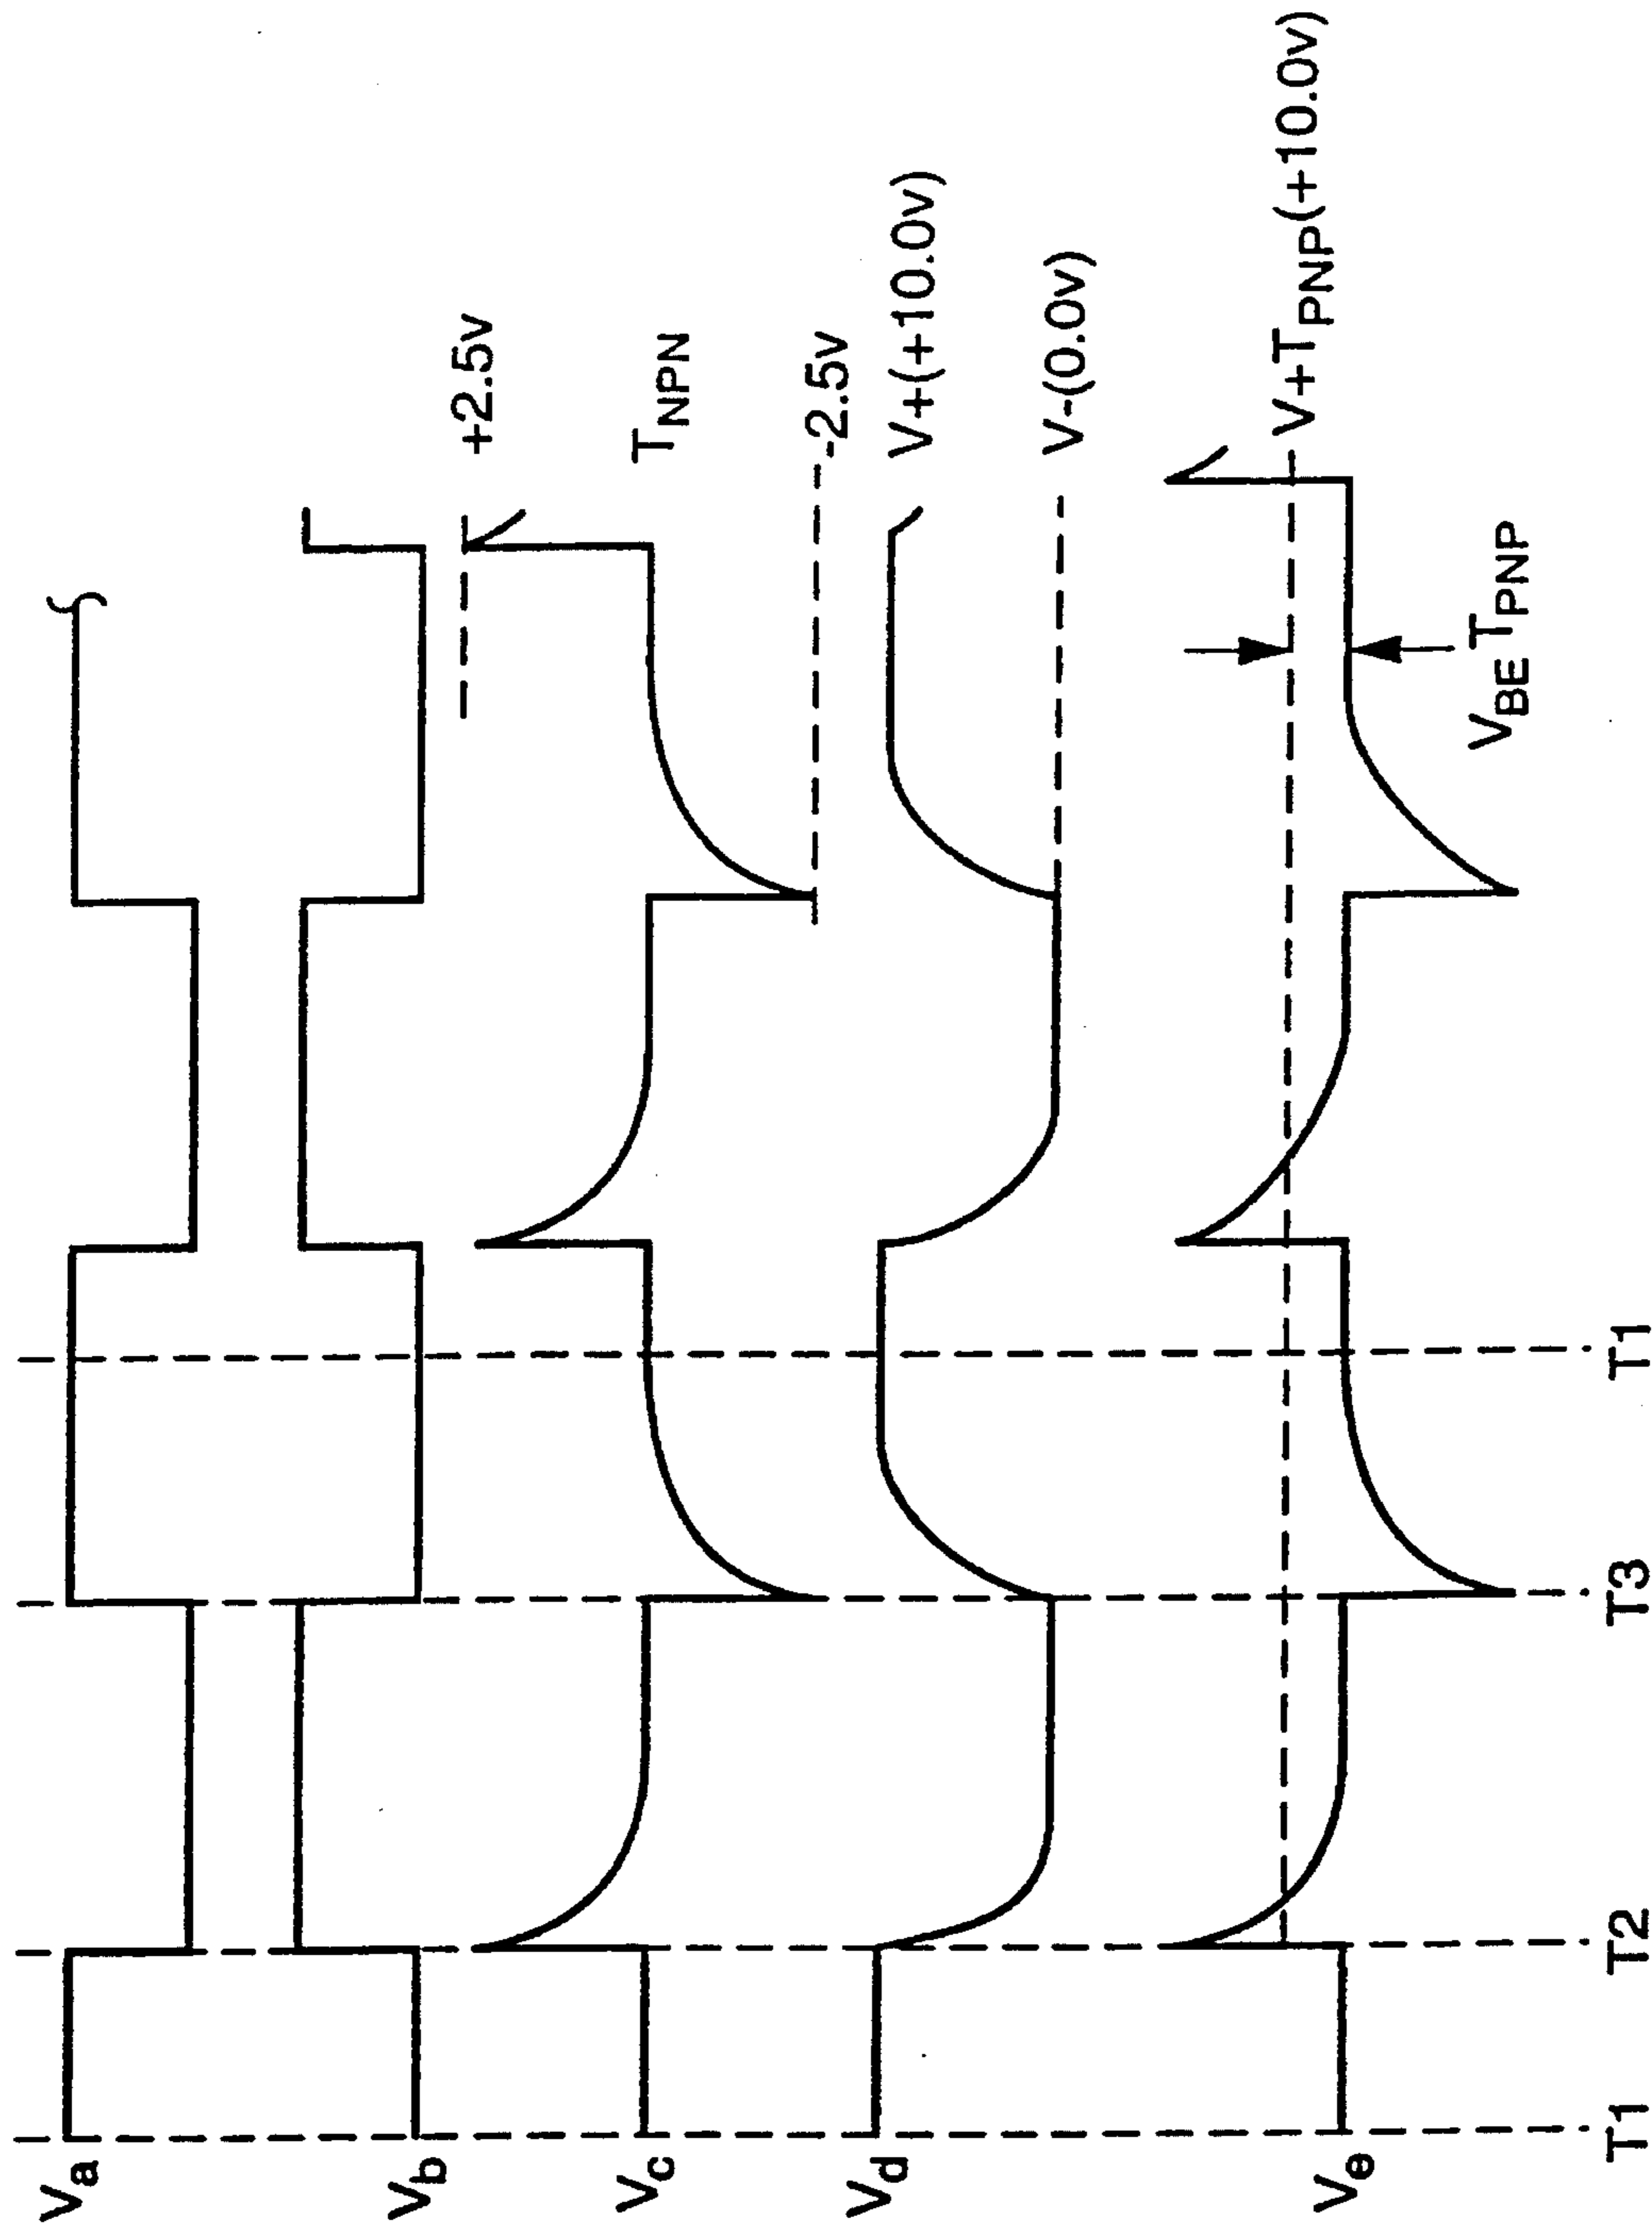 Va
Vb
Vc
Vd
Ve
+2.5v
TNPN
-2.5v
V+(+10.0v)
V-(0.0v)
V+TPNP(+10.0v)
VBE TPNP
T1
T2
T3
T1